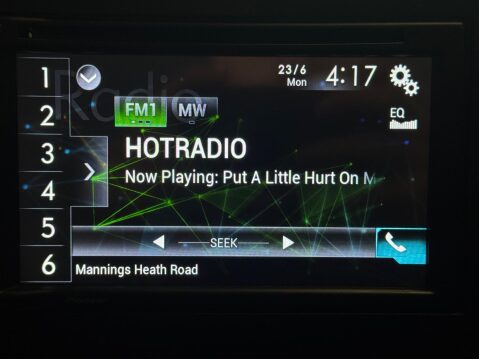 1
Radio
23/6
Mon
4:17
2
FM1
MW
EQ
3
HOTRADIO
Now Playing: Put A Little Hurt On M
4
5
SEEK
6
Mannings Heath Road